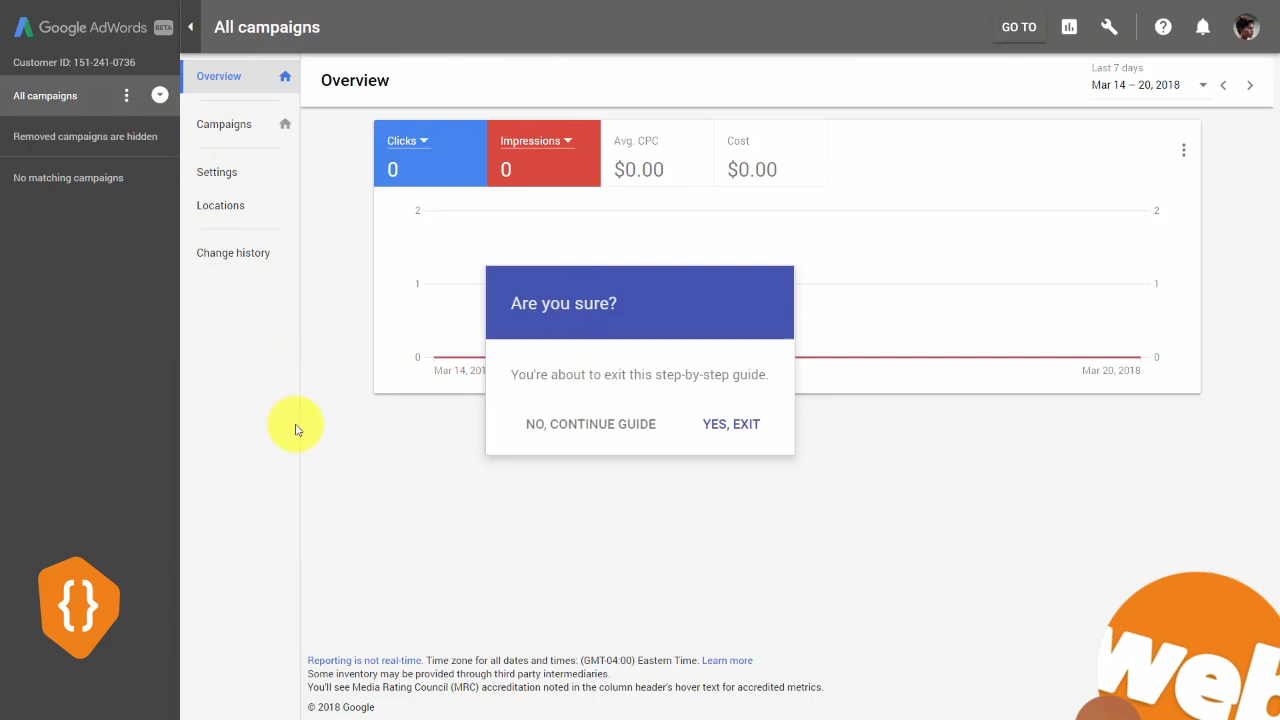 Google AdWords BETA
All campaigns
GO TO
Customer ID: 151-241-0736
All campaigns
Removed campaigns are hidden
No matching campaigns
Overview
Campaigns
Settings
Locations
Change history
Overview
Last 7 days
Mar 14 – 20, 2018
Clicks
0
Impressions
0
Avg. CPC
$0.00
Cost
$0.00
2
2
1
1
0
0
Mar 14, 201
Mar 20, 2018
Are you sure?
You're about to exit this step-by-step guide.
NO, CONTINUE GUIDE
YES, EXIT
{}
Reporting is not real-time. Time zone for all dates and times: (GMT-04:00) Eastern Time. Learn more
Some inventory may be provided through third party intermediaries.
You'll see Media Rating Council (MRC) accreditation noted in the column header's hover text for accredited metrics.
© 2018 Google
web